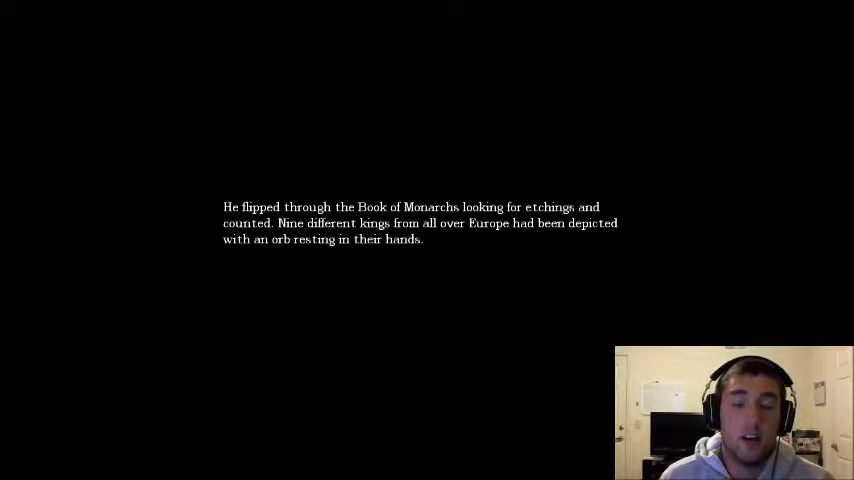 He flipped through the Book of Monarchs looking for etchings and
counted. Nine different kings from all over Europe had been depicted
with an orb resting in their hands.